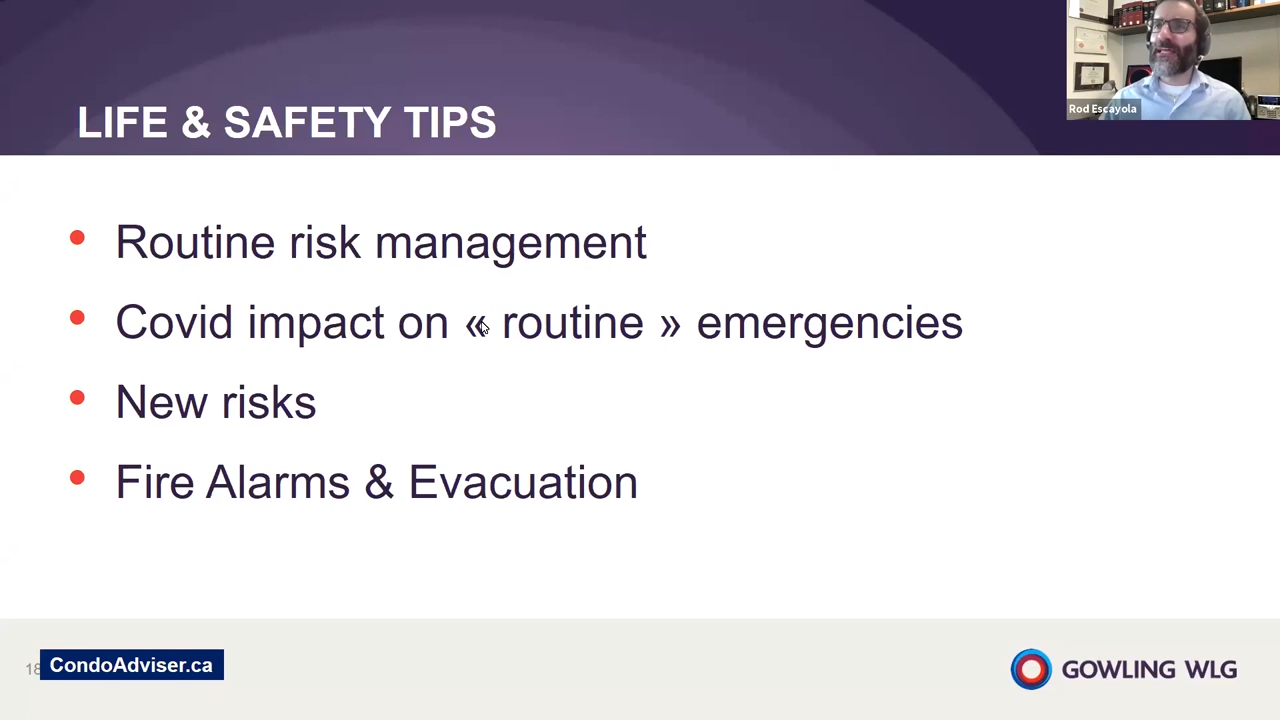 Rod Escayola
LIFE & SAFETY TIPS
• Routine risk management
• Covid impact on « routine » emergencies
• New risks
• Fire Alarms & Evacuation
18
CondoAdviser.ca
GOWLING WLG